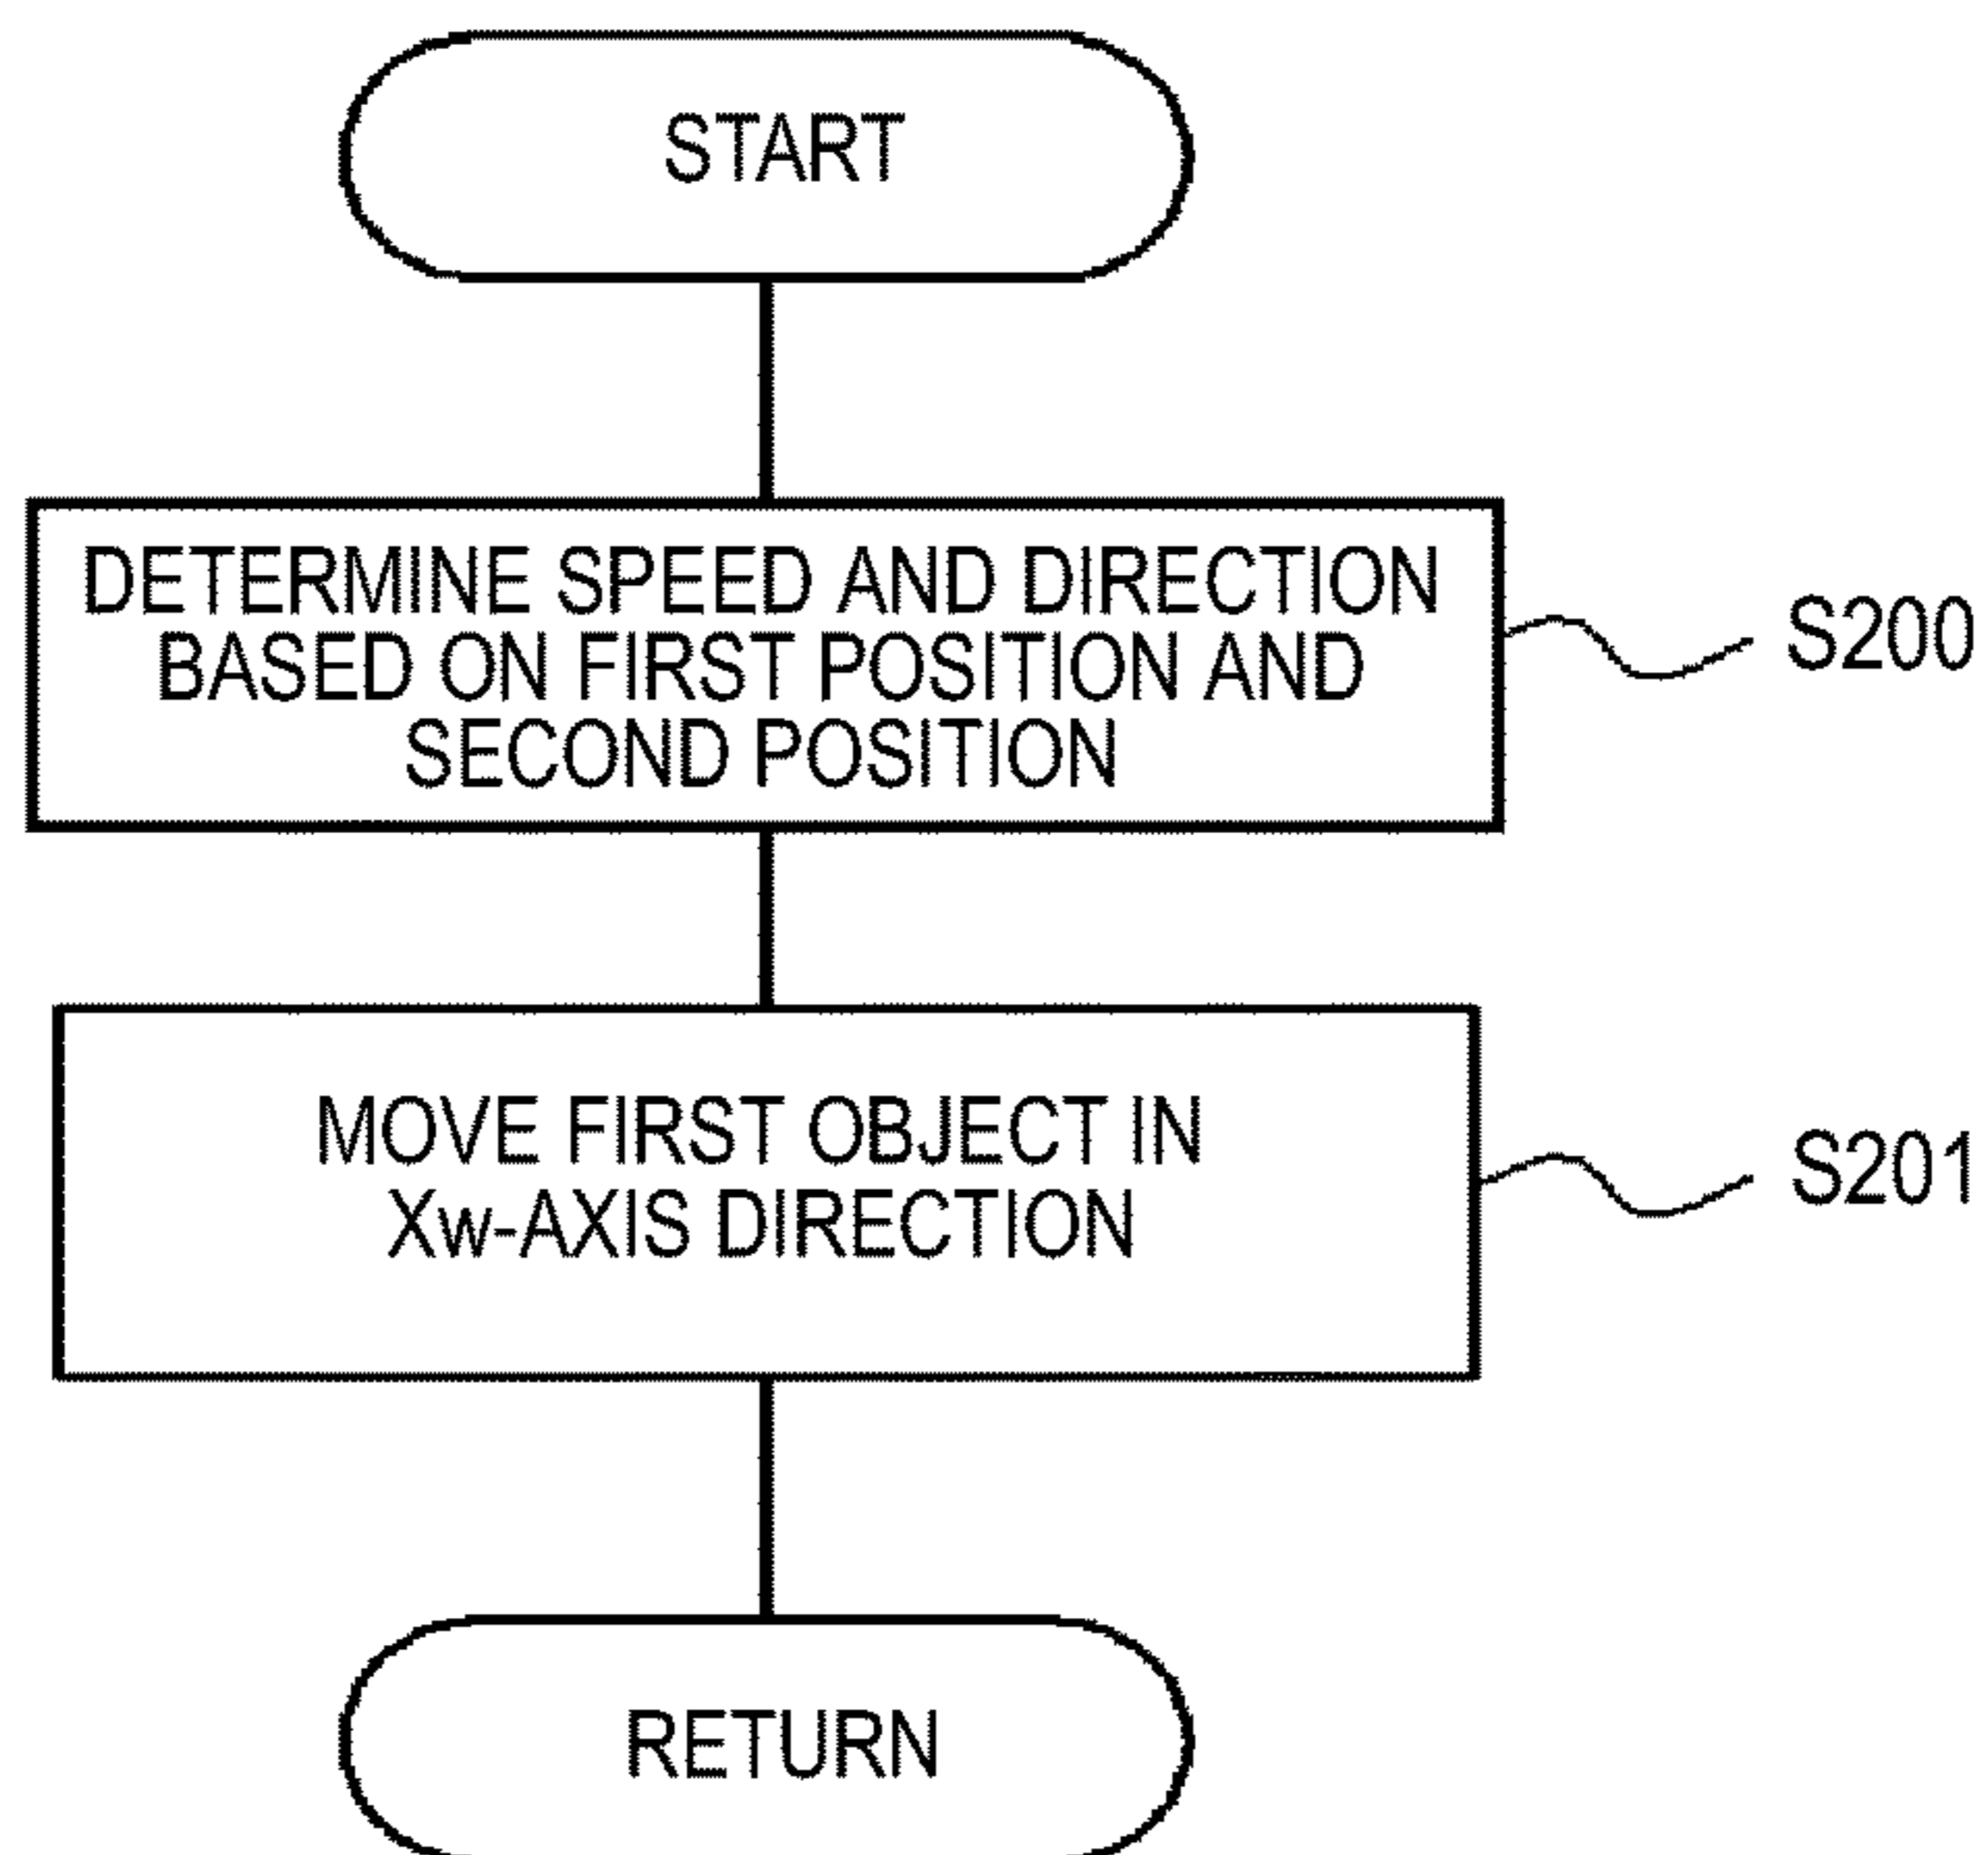 START
DETERMINE SPEED AND DIRECTION
BASED ON FIRST POSITION AND
SECOND POSITION
S200
MOVE FIRST OBJECT IN
Xw-AXIS DIRECTION
S201
RETURN